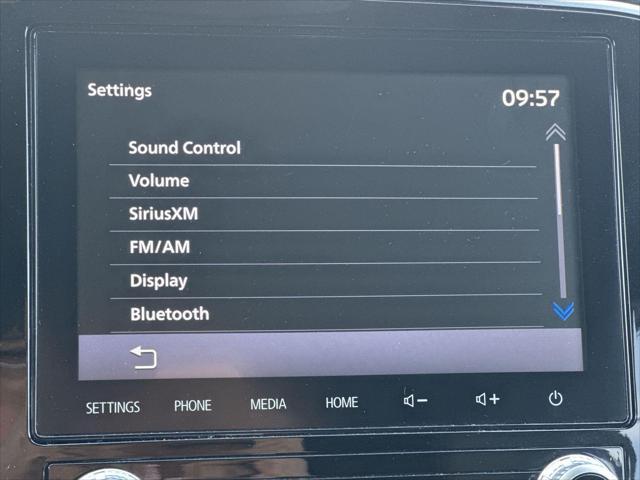 Settings
09:57
Sound Control
Volume
SiriusXM
FM/AM
Display
Bluetooth
SETTINGS PHONE MEDIA HOME